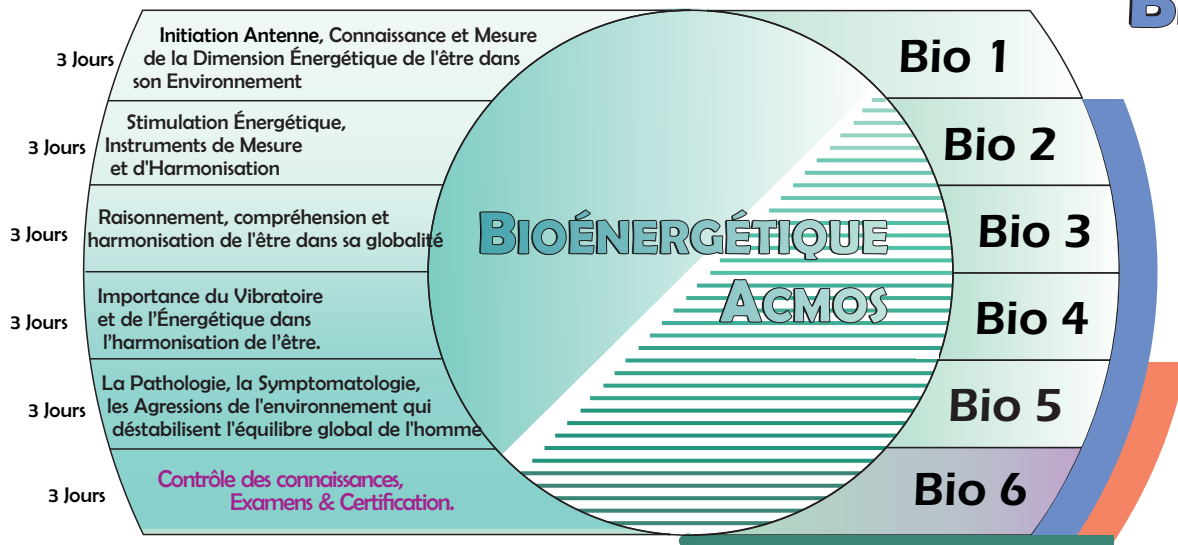 3 Jours
Initiation Antenne, Connaissance et Mesure
de la Dimension Énergétique de l'être dans
son Environnement
Bio 1
3 Jours
Stimulation Énergétique,
Instruments de Mesure
et d'Harmonisation
Bio 2
3 Jours
Raisonnement, compréhension et
harmonisation de l'être dans sa globalité
Bio 3
BIOÉNERGÉTIQUE
ACMOS
3 Jours
Importance du Vibratoire
et de l’Énergétique dans
l’harmonisation de l’être.
Bio 4
3 Jours
La Pathologie, la Symptomatologie,
les Agressions de l'environnement qui
déstabilisent l'équilibre global de l'homme
Bio 5
3 Jours
Contrôle des connaissances,
Examens & Certification.
Bio 6